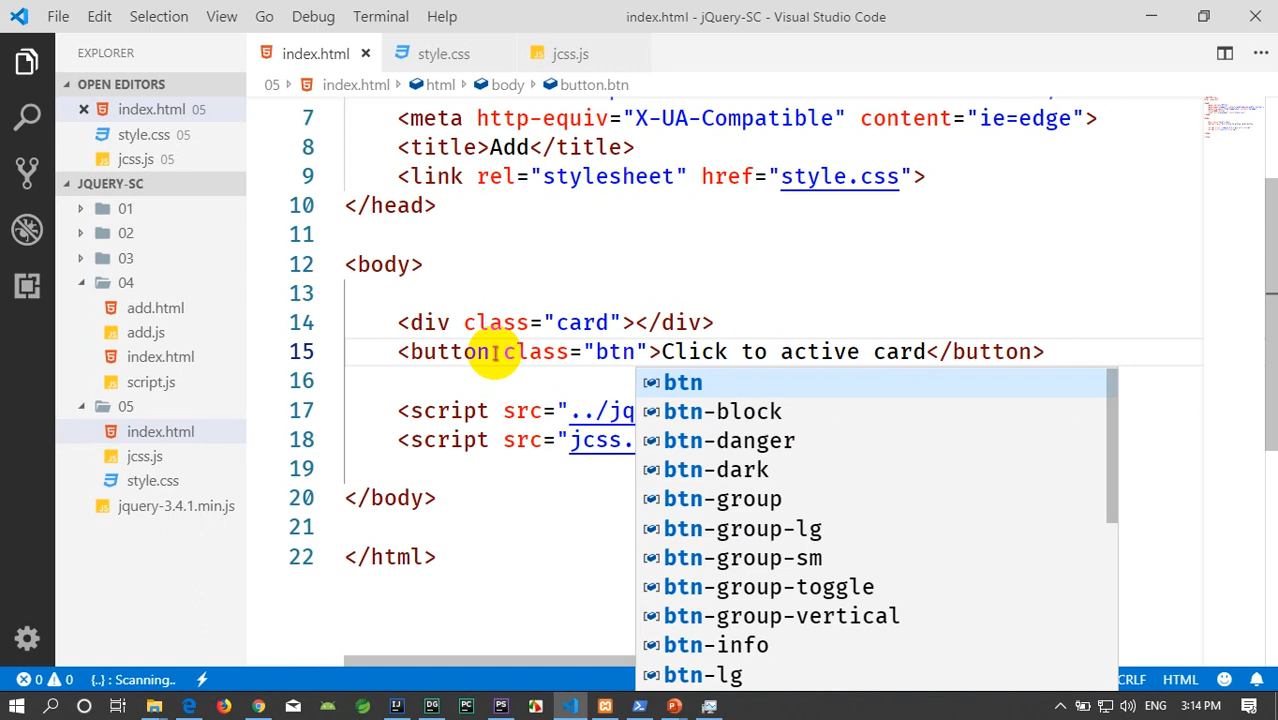 File Edit Selection View Go Debug Terminal Help index.html - jQuery-SC - Visual Studio Code
EXPLORER
OPEN EDITORS
index.html 05
style.css 05
jcss.js 05
JQUERY-SC
01
02
03
04
add.html
add.js
index.html
script.js
05
index.html
jcss.js
style.css
jquery-3.4.1.min.js
index.html style.css jcss.js
05 index.html html body button.btn
7 <meta http-equiv="X-UA-Compatible" content="ie=edge">
8 <title>Add</title>
9 <link rel="stylesheet" href="style.css">
10 </head>
11
12 <body>
13
14 <div class="card"></div>
15 <button class="btn">Click to active card</button>
16
17 <script src="../jq
18 <script src="jcss.
19
20 </body>
21
22 </html>
btn
btn-block
btn-danger
btn-dark
btn-group
btn-group-lg
btn-group-sm
btn-group-toggle
btn-group-vertical
btn-info
btn-lg
0 0 {..} : Scanning.. CRLF HTML
IJ DG PC PS ENG 3:14 PM